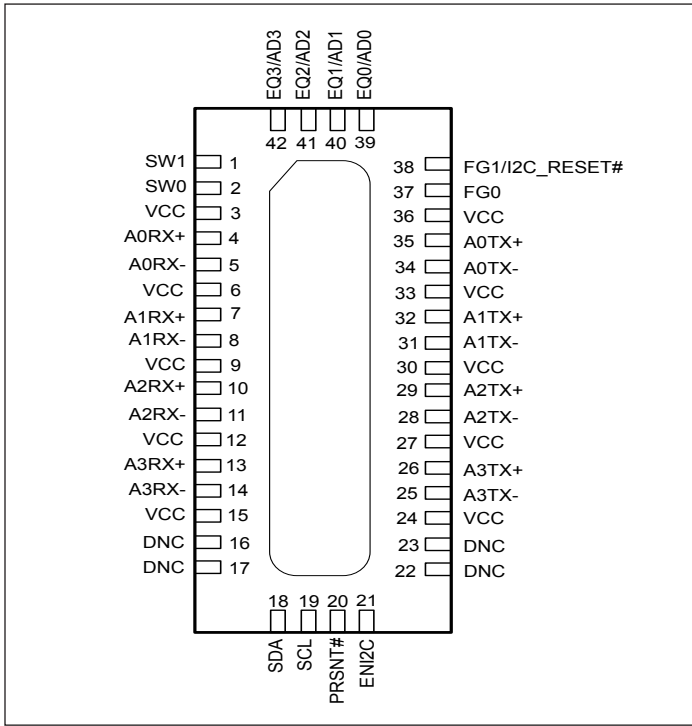 EQ3/AD3
EQ2/AD2
EQ1/AD1
EQ0/AD0
42 41 40 39
SW1 1
SW0 2
VCC 3
A0RX+ 4
A0RX- 5
VCC 6
A1RX+ 7
A1RX- 8
VCC 9
A2RX+ 10
A2RX- 11
VCC 12
A3RX+ 13
A3RX- 14
VCC 15
DNC 16
DNC 17
38 FG1/I2C_RESET#
37 FG0
36 VCC
35 A0TX+
34 A0TX-
33 VCC
32 A1TX+
31 A1TX-
30 VCC
29 A2TX+
28 A2TX-
27 VCC
26 A3TX+
25 A3TX-
24 VCC
23 DNC
22 DNC
18 19 20 21
SDA
SCL
PRSNT#
ENI2C